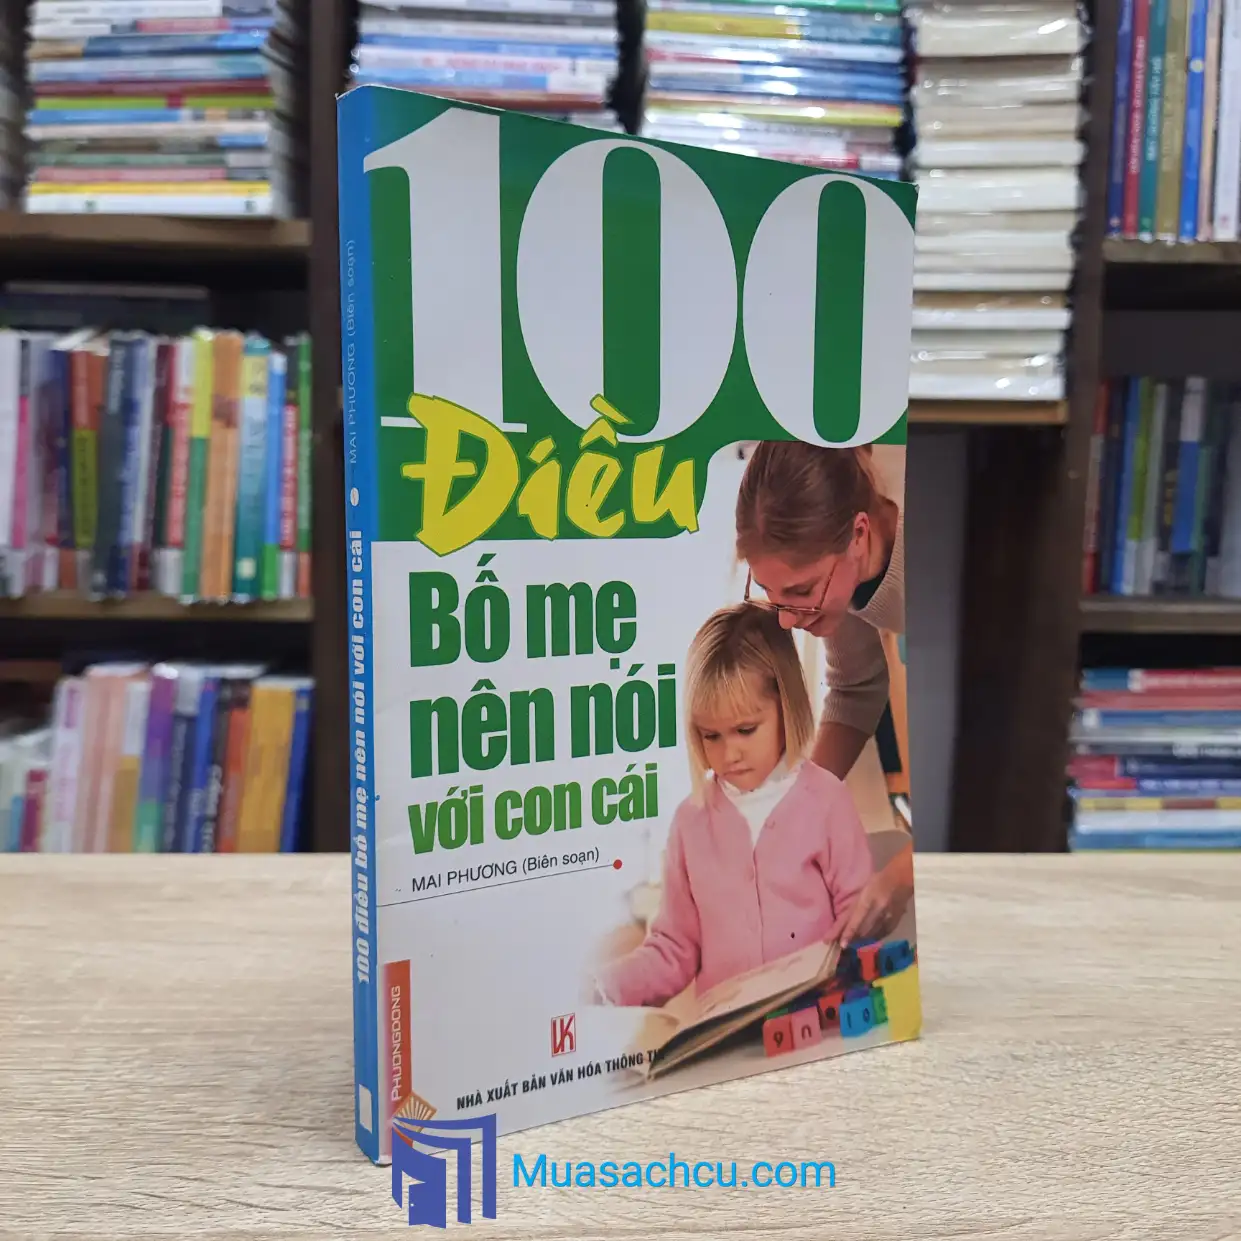 100
Điều
Bố mẹ
nên nói
với con cái
MAI PHƯƠNG (Biên soạn)
NHÀ XUẤT BẢN VĂN HÓA THÔNG
PHUONGDONG
100 điều bố mẹ nên nói với con cái
MAI PHƯƠNG (Biên soạn)
Muasachcu.com